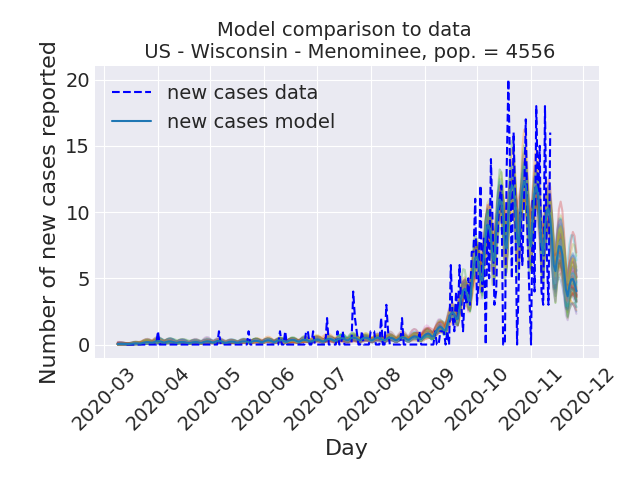 Model comparison to data
US - Wisconsin - Menominee, pop. = 4556
new cases data
new cases model
Number of new cases reported
20
15
10
5
0
2020-03
2020-04
2020-05
2020-06
2020-07
2020-08
2020-09
2020-10
2020-11
2020-12
Day